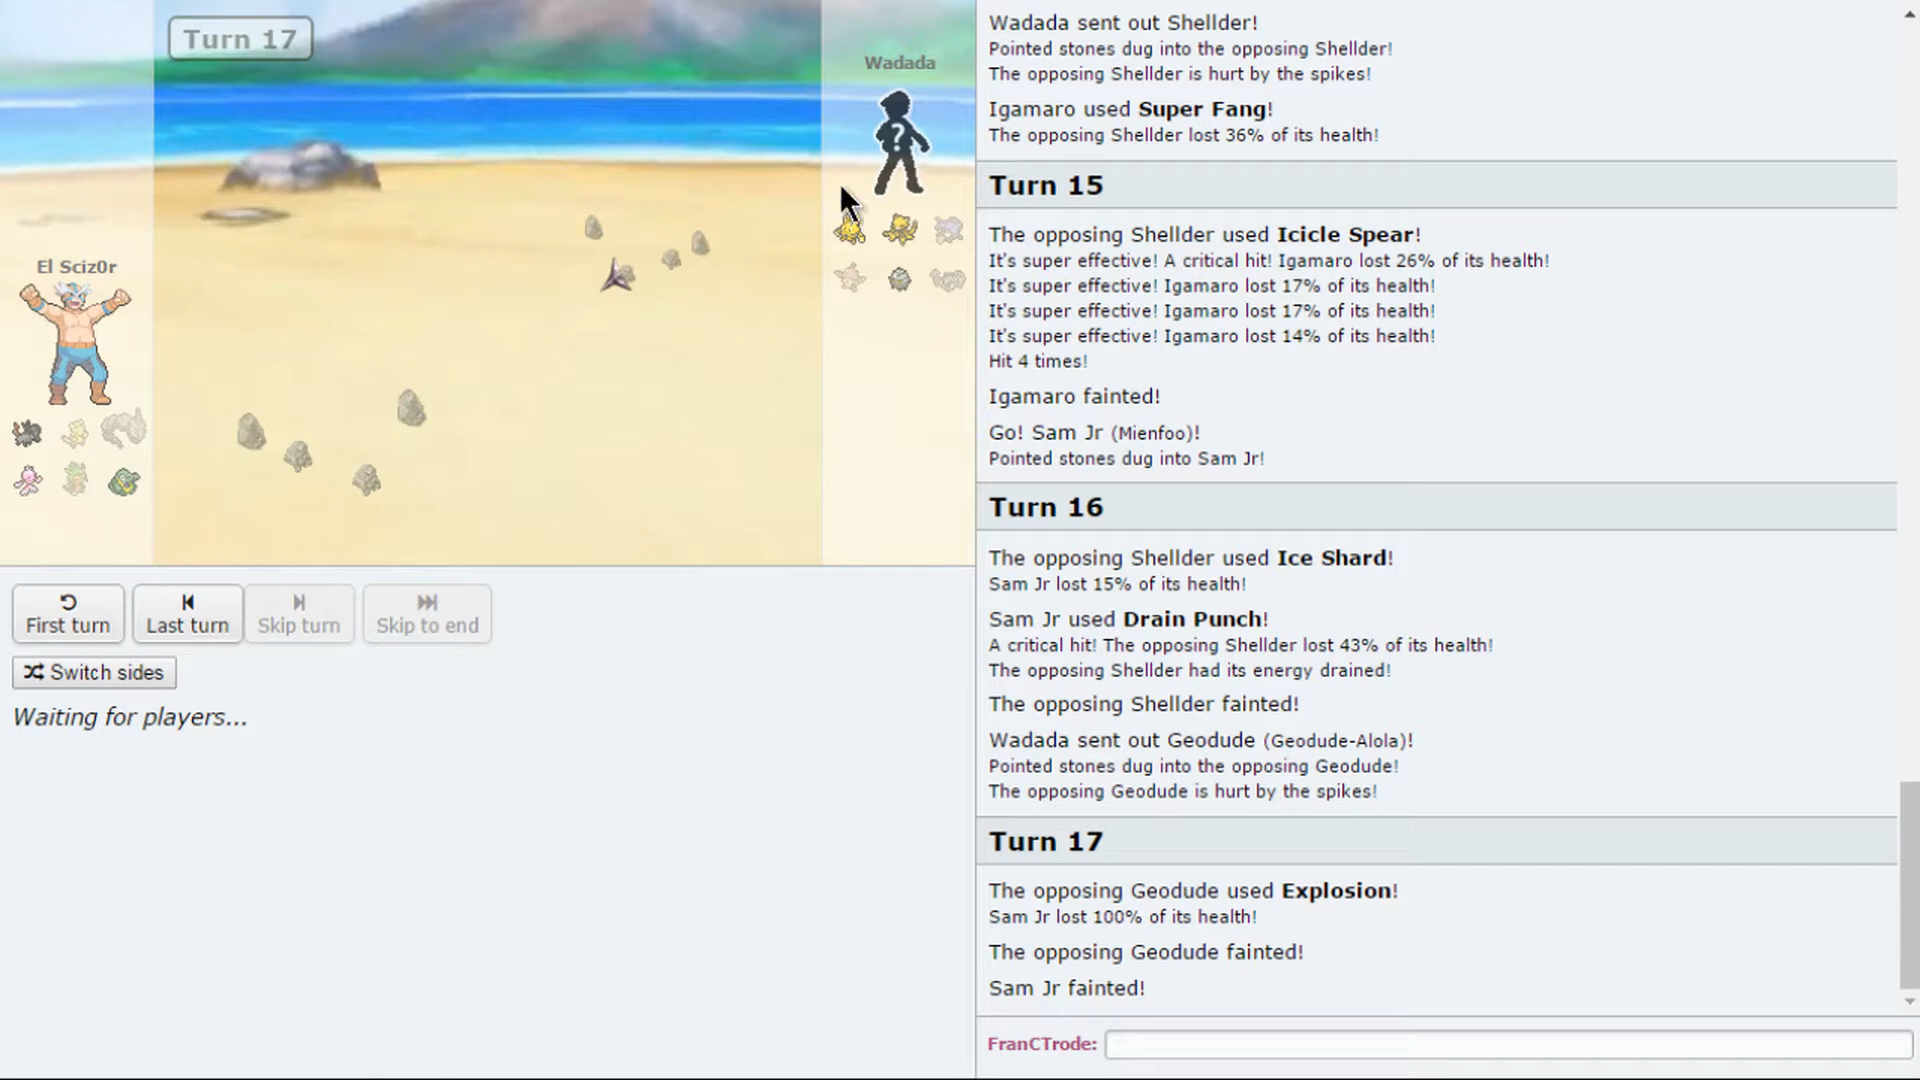 Turn 17
Wadada
El Sciz0r
First turn
Last turn
Skip turn
Skip to end
Switch sides
Waiting for players...
Wadada sent out Shellder!
Pointed stones dug into the opposing Shellder!
The opposing Shellder is hurt by the spikes!
Igamaro used Super Fang!
The opposing Shellder lost 36% of its health!
Turn 15
The opposing Shellder used Icicle Spear!
It's super effective! A critical hit! Igamaro lost 26% of its health!
It's super effective! Igamaro lost 17% of its health!
It's super effective! Igamaro lost 17% of its health!
It's super effective! Igamaro lost 14% of its health!
Hit 4 times!
Igamaro fainted!
Go! Sam Jr (Mienfoo)!
Pointed stones dug into Sam Jr!
Turn 16
The opposing Shellder used Ice Shard!
Sam Jr lost 15% of its health!
Sam Jr used Drain Punch!
A critical hit! The opposing Shellder lost 43% of its health!
The opposing Shellder had its energy drained!
The opposing Shellder fainted!
Wadada sent out Geodude (Geodude-Alola)!
Pointed stones dug into the opposing Geodude!
The opposing Geodude is hurt by the spikes!
Turn 17
The opposing Geodude used Explosion!
Sam Jr lost 100% of its health!
The opposing Geodude fainted!
Sam Jr fainted!
FranCTrode: